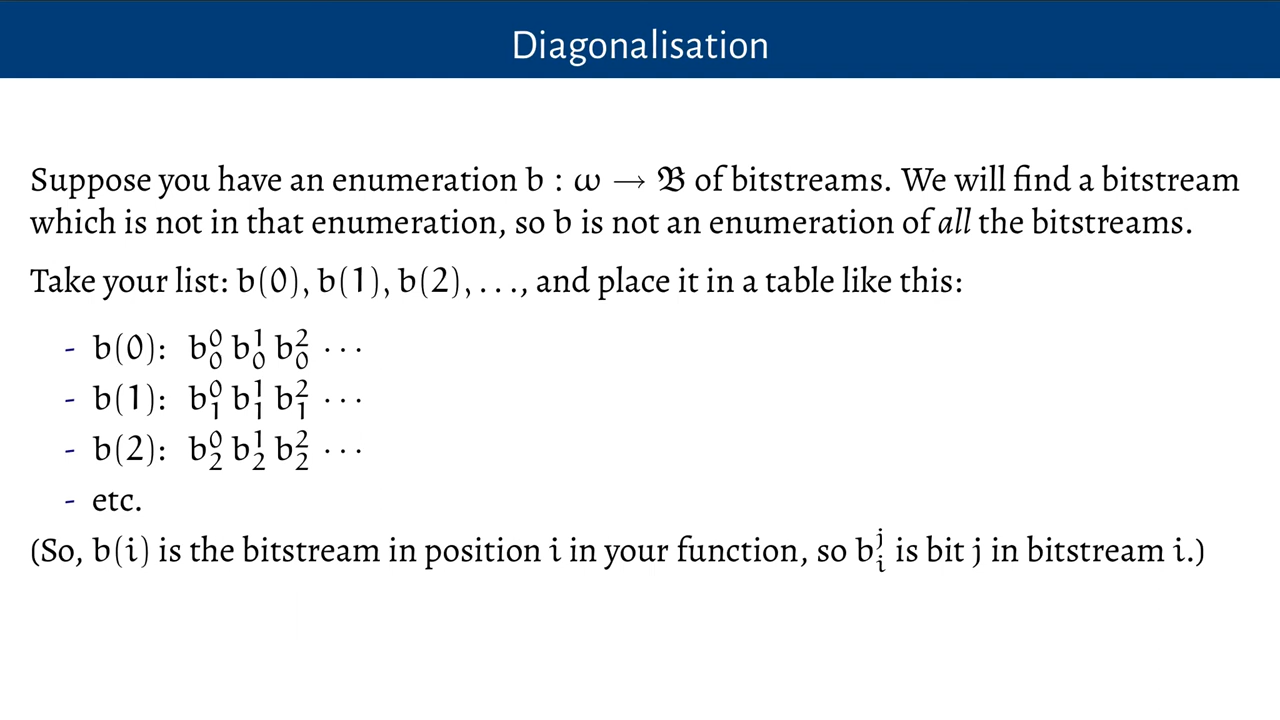 Diagonalisation
Suppose you have an enumeration b : ω → 𝔅 of bitstreams. We will find a bitstream
which is not in that enumeration, so b is not an enumeration of all the bitstreams.
Take your list: b(0), b(1), b(2), . . ., and place it in a table like this:
- b(0): b₀⁰ b₀¹ b₀² ···
- b(1): b₁⁰ b₁¹ b₁² ···
- b(2): b₂⁰ b₂¹ b₂² ···
- etc.
(So, b(i) is the bitstream in position i in your function, so bᵢʲ is bit j in bitstream i.)